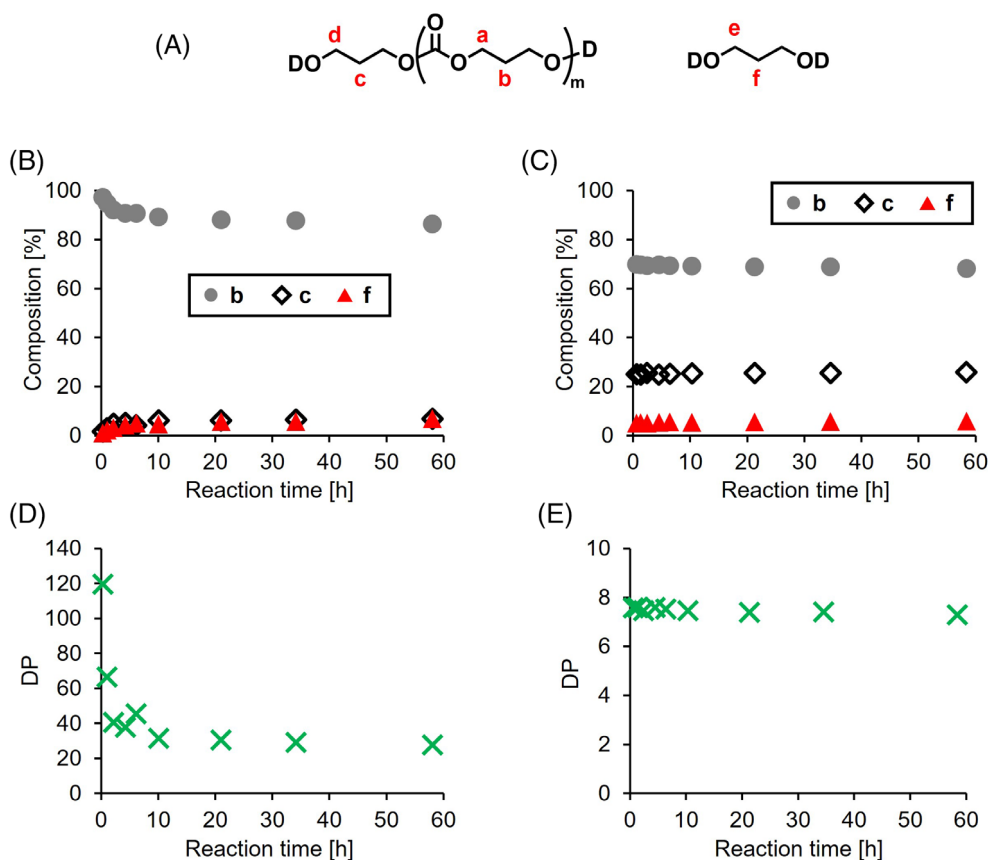 (A)
O
DO
d
c
O
O
a
b
O
D
m
DO
e
f
OD
(B)
Composition [%]
100
80
60
40
20
0
b
c
f
0 10 20 30 40 50 60
Reaction time [h]
(C)
Composition [%]
100
80
60
40
20
0
b
c
f
0 10 20 30 40 50 60
Reaction time [h]
(D)
DP
140
120
100
80
60
40
20
0
0 10 20 30 40 50 60
Reaction time [h]
(E)
DP
10
8
6
4
2
0
0 10 20 30 40 50 60
Reaction time [h]